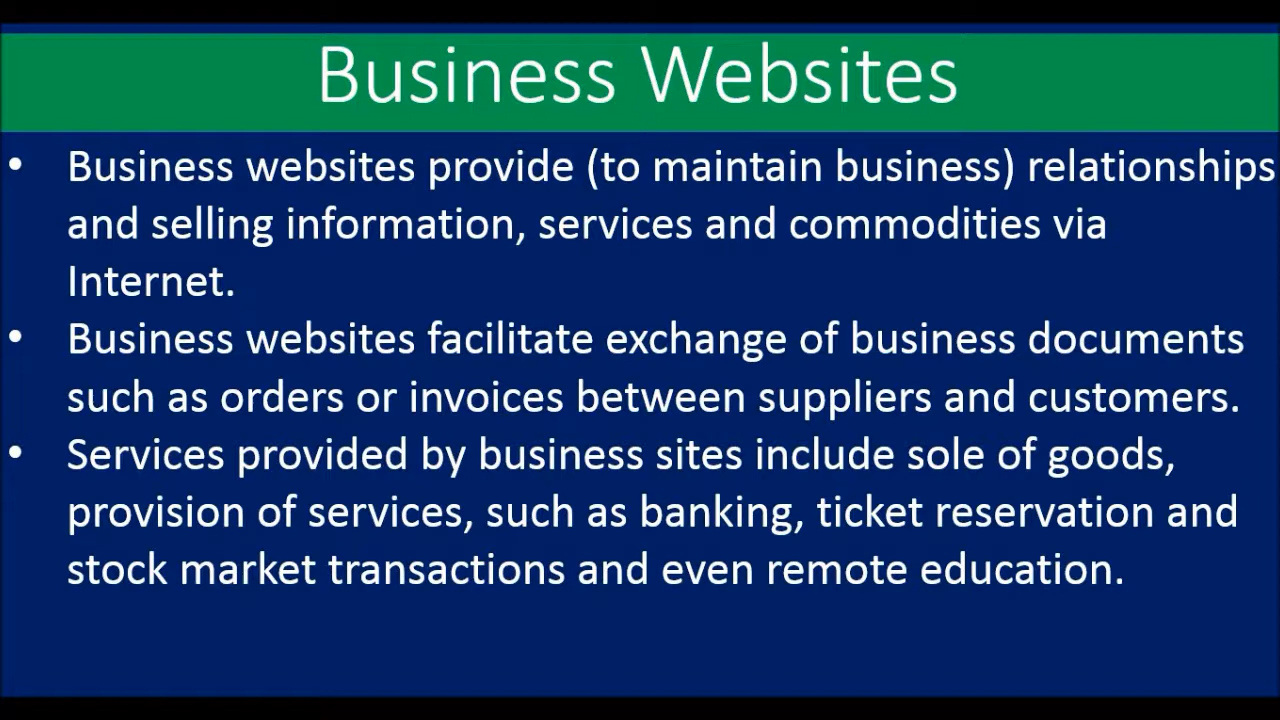 Business Websites
• Business websites provide (to maintain business) relationships
and selling information, services and commodities via
Internet.
• Business websites facilitate exchange of business documents
such as orders or invoices between suppliers and customers.
• Services provided by business sites include sole of goods,
provision of services, such as banking, ticket reservation and
stock market transactions and even remote education.